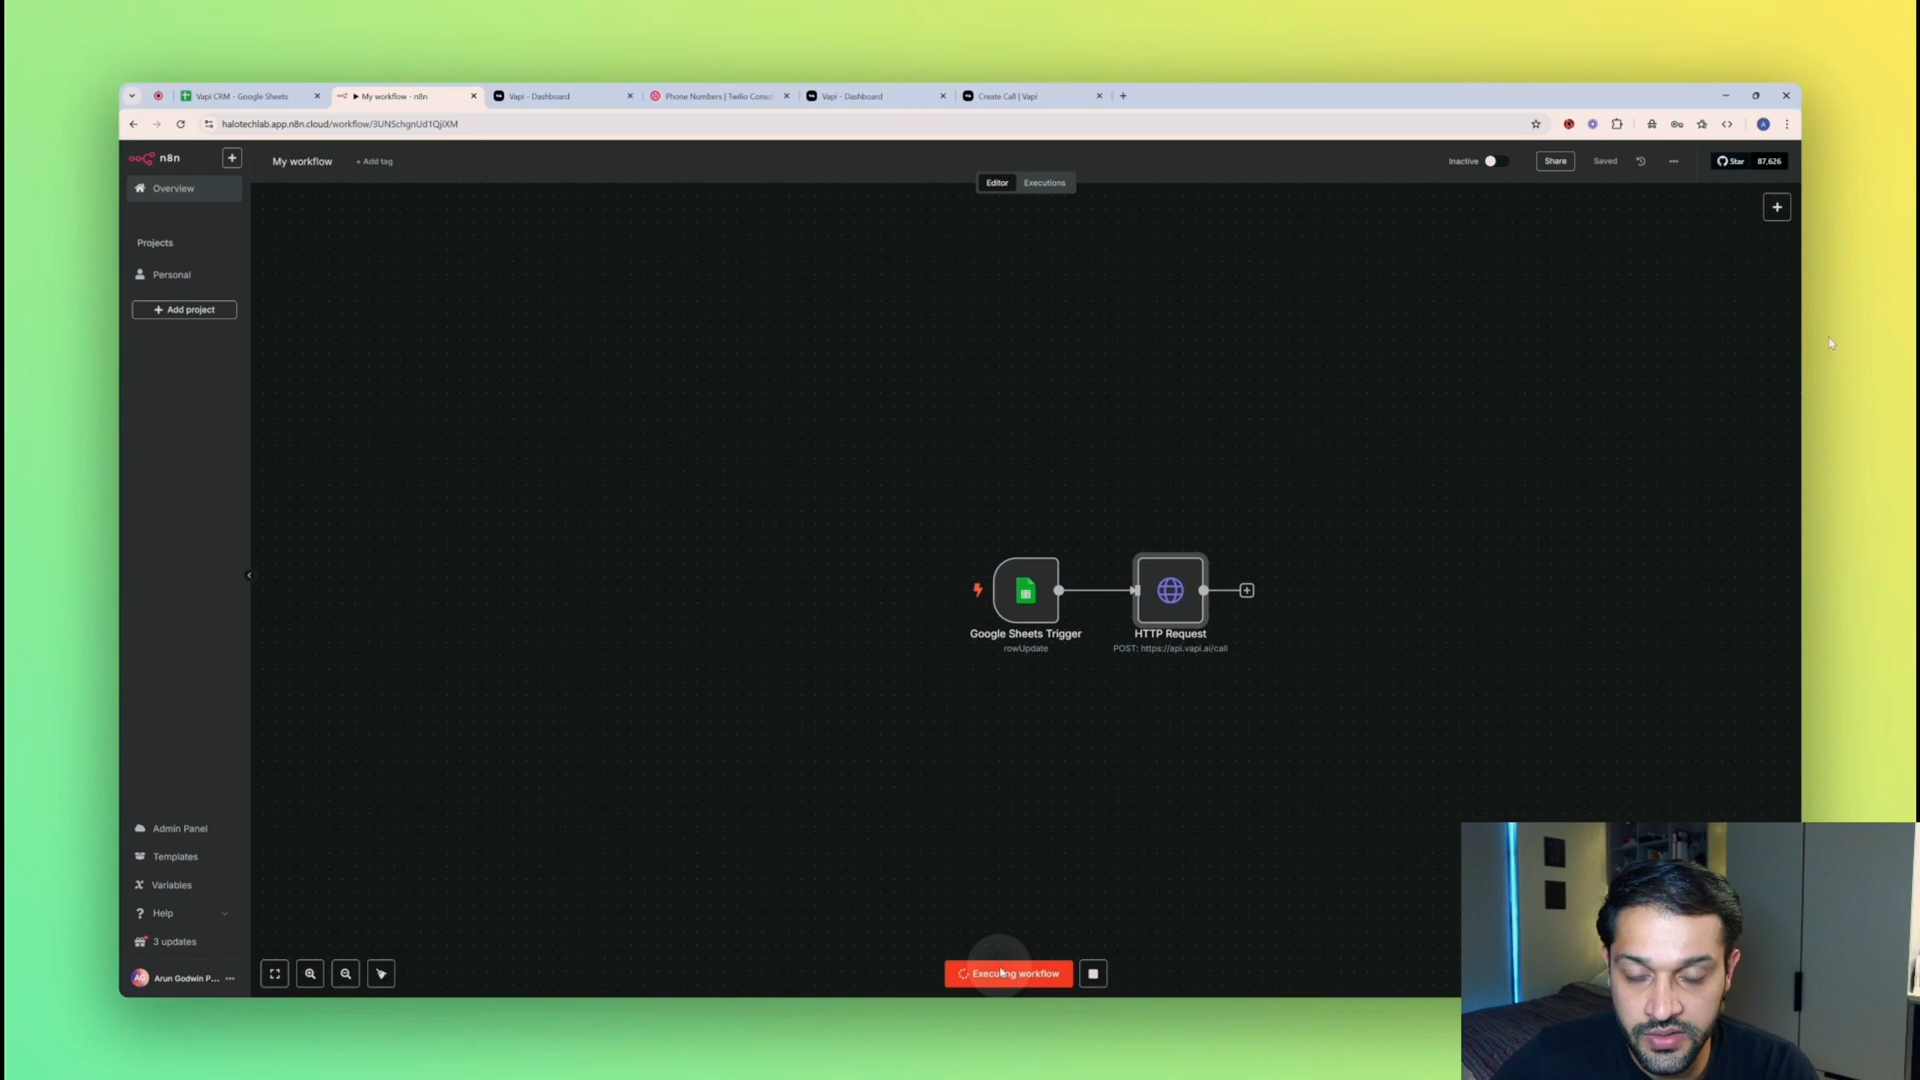 Vapi CRM - Google Sheets
My workflow - n8n
Vapi - Dashboard
Phone Numbers | Twilio Conso
Vapi - Dashboard
Create Call | Vapi
halotechlab.app.n8n.cloud/workflow/3UNSchgnUd1QjIXM
n8n
My workflow
+ Add tag
Inactive
Share
Saved
Star
87,626
Editor
Executions
Overview
Projects
Personal
Add project
Google Sheets Trigger
rowUpdate
HTTP Request
POST: https://api.vapi.ai/call
Admin Panel
Templates
Variables
Help
3 updates
AG
Arun Godwin P...
Executing workflow